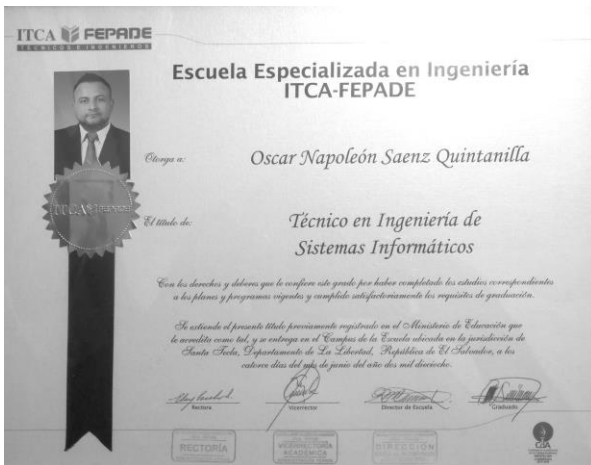 ITCA FEPADE
TÉCNICOS E INGENIEROS
Escuela Especializada en Ingeniería
ITCA-FEPADE
Otorga a:
Oscar Napoleón Saenz Quintanilla
ITCA FEPADE
El título de:
Técnico en Ingeniería de
Sistemas Informáticos
Con los derechos y deberes que le confiere este grado por haber completado los estudios correspondientes
a los planes y programas vigentes y cumplido satisfactoriamente los requisitos de graduación.
Se extiende el presente título previamente registrado en el Ministerio de Educación que
le acredita como tal, y se entrega en el Campus de la Escuela ubicada en la jurisdicción de
Santa Tecla, Departamento de La Libertad, República de El Salvador, a los
catorce días del mes de junio del año dos mil dieciocho.
Rectora
Vicerrector
Director de Escuela
Graduado
RECTORÍA
VICERRECTORÍA
ACADÉMICA
DIRECCIÓN
CdA